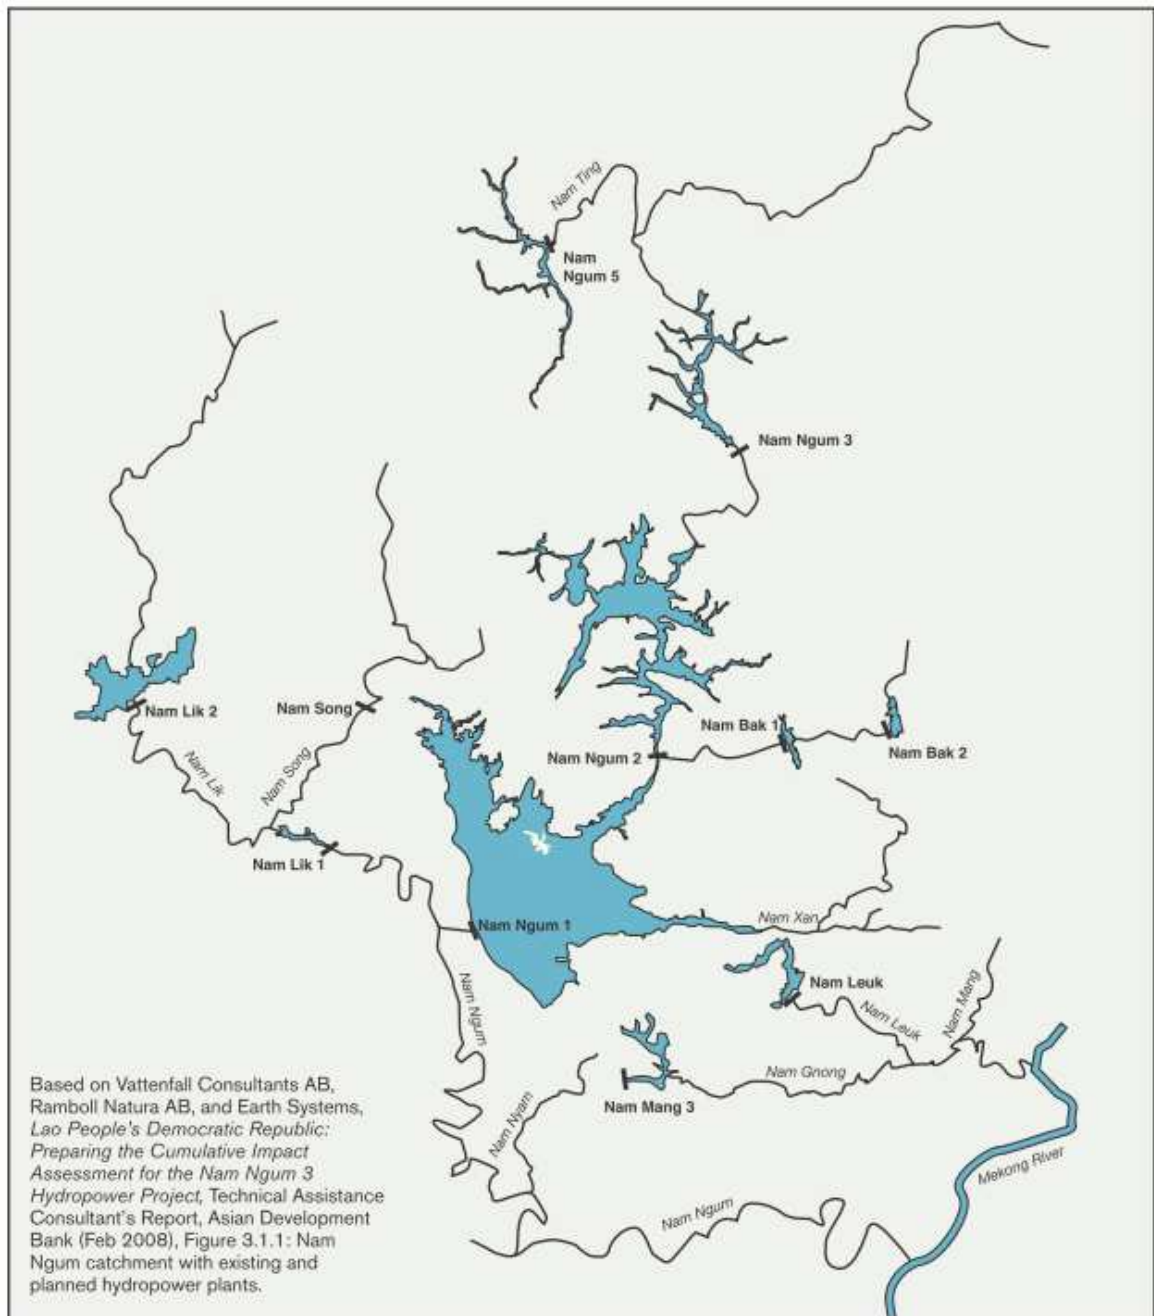 Nam Ting
Nam
Ngum 5
Nam Ngum 3
Nam Lik 2
Nam Song
Nam Bak 1
Nam Bak 2
Nam Ngum 2
Nam Lik
Nam Song
Nam Lik 1
Nam Ngum 1
Nam Xan
Nam Leuk
Nam Leuk
Nam Mang
Nam Ngum
Nam Gnong
Nam Mang 3
Nam Nyam
Mekong River
Nam Ngum
Based on Vattenfall Consultants AB,
Ramboll Natura AB, and Earth Systems,
Lao People's Democratic Republic:
Preparing the Cumulative Impact
Assessment for the Nam Ngum 3
Hydropower Project, Technical Assistance
Consultant's Report, Asian Development
Bank (Feb 2008), Figure 3.1.1: Nam
Ngum catchment with existing and
planned hydropower plants.